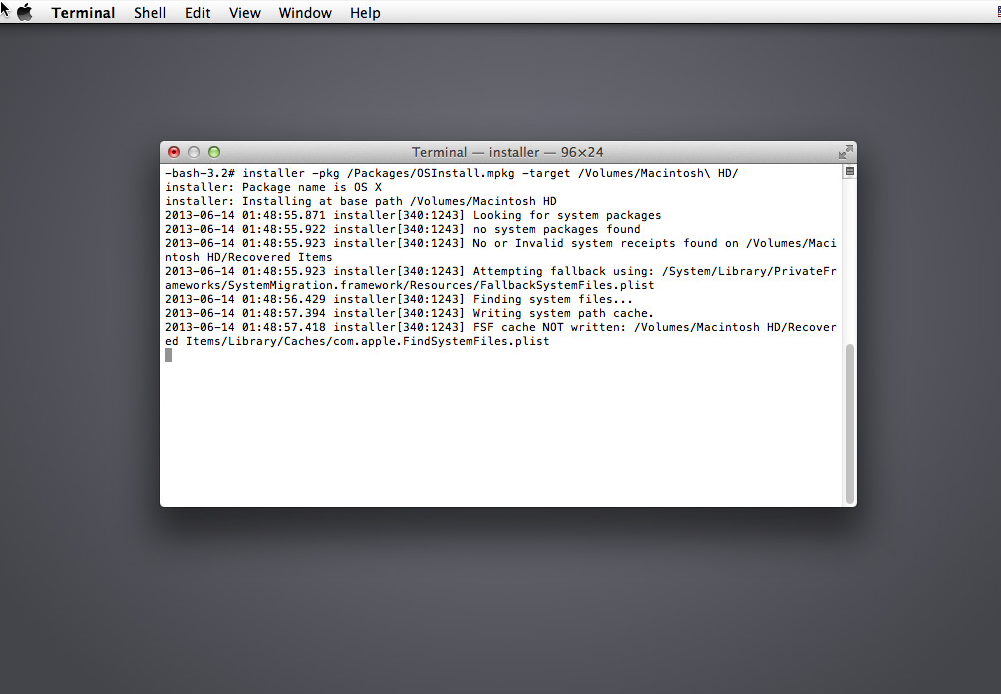 Terminal Shell Edit View Window Help
Terminal — installer — 96×24
-bash-3.2# installer -pkg /Packages/OSInstall.mpkg -target /Volumes/Macintosh\ HD/
installer: Package name is OS X
installer: Installing at base path /Volumes/Macintosh HD
2013-06-14 01:48:55.871 installer[340:1243] Looking for system packages
2013-06-14 01:48:55.922 installer[340:1243] no system packages found
2013-06-14 01:48:55.923 installer[340:1243] No or Invalid system receipts found on /Volumes/Maci
ntosh HD/Recovered Items
2013-06-14 01:48:55.923 installer[340:1243] Attempting fallback using: /System/Library/PrivateFr
ameworks/SystemMigration.framework/Resources/FallbackSystemFiles.plist
2013-06-14 01:48:56.429 installer[340:1243] Finding system files...
2013-06-14 01:48:57.394 installer[340:1243] Writing system path cache.
2013-06-14 01:48:57.418 installer[340:1243] FSF cache NOT written: /Volumes/Macintosh HD/Recover
ed Items/Library/Caches/com.apple.FindSystemFiles.plist